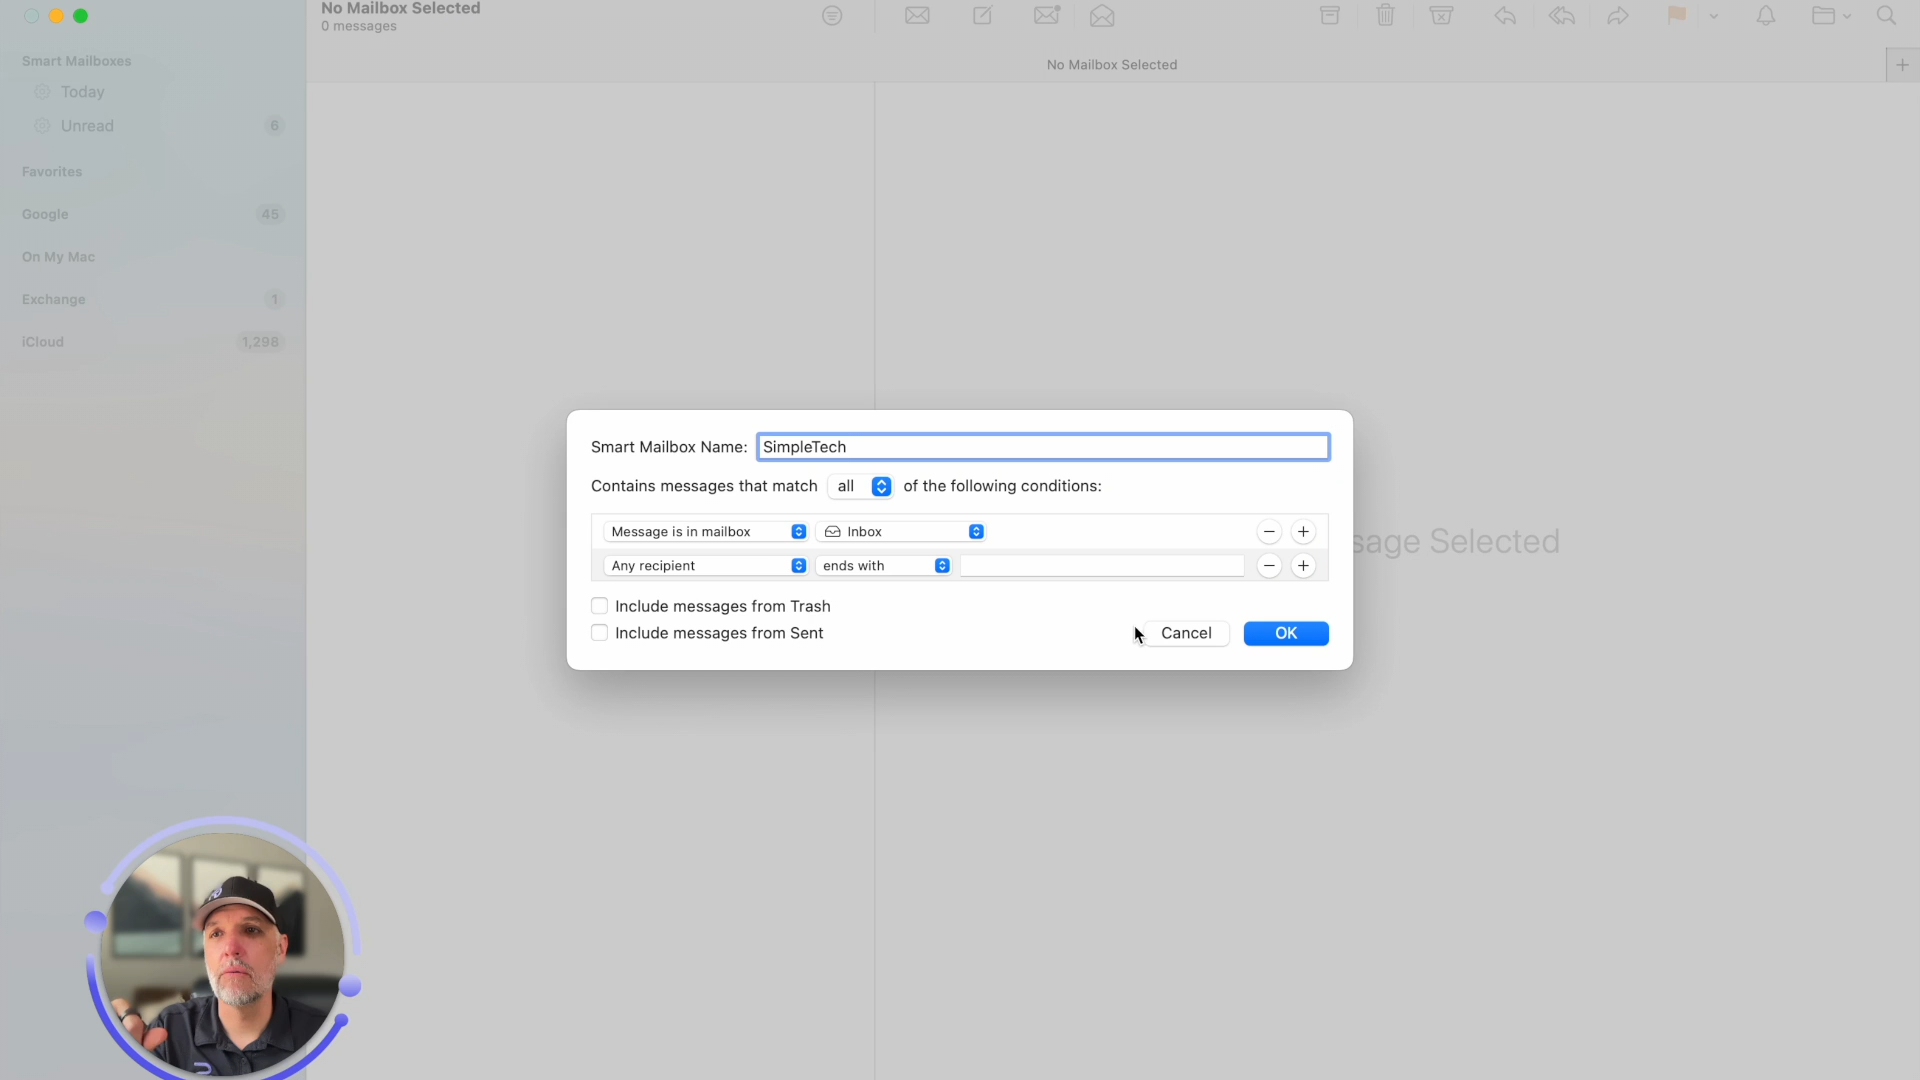 No Mailbox Selected
0 messages
No Mailbox Selected
Smart Mailboxes
Today
Unread 6
Favorites
Google 45
On My Mac
Exchange 1
iCloud 1,298
sage Selected
Smart Mailbox Name: SimpleTech
Contains messages that match all of the following conditions:
Message is in mailbox Inbox
Any recipient ends with
Include messages from Trash
Include messages from Sent
Cancel OK